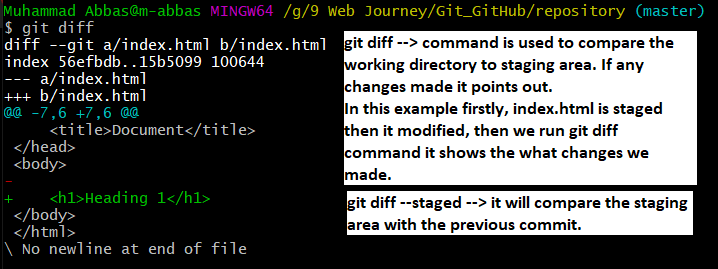 Muhammad Abbas@m-abbas MINGW64 /g/9 Web Journey/Git_GitHub/repository (master)
$ git diff
diff --git a/index.html b/index.html
index 56efbdb..15b5099 100644
--- a/index.html
+++ b/index.html
@@ -7,6 +7,6 @@
<title>Document</title>
</head>
<body>
-
+ <h1>Heading 1</h1>
</body>
</html>
\ No newline at end of file
git diff --> command is used to compare the
working directory to staging area. If any
changes made it points out.
In this example firstly, index.html is staged
then it modified, then we run git diff
command it shows the what changes we
made.
git diff --staged --> it will compare the staging
area with the previous commit.